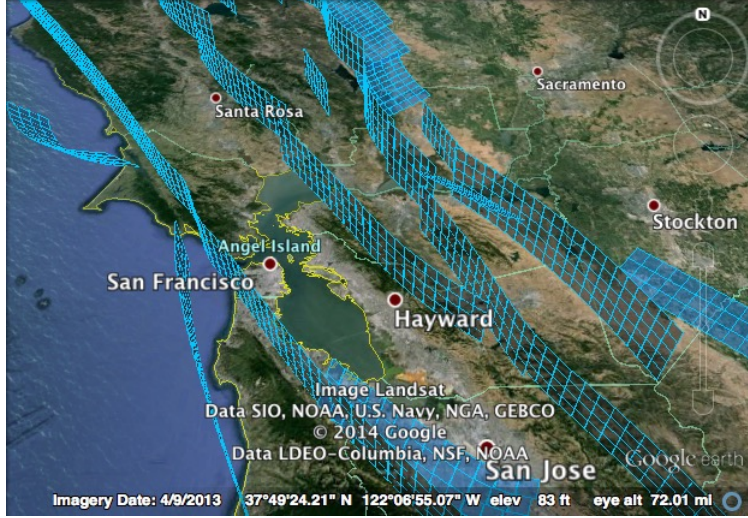 N
Sacramento
Santa Rosa
Stockton
Angel Island
San Francisco
Hayward
Image Landsat
Data SIO, NOAA, U.S. Navy, NGA, GEBCO
© 2014 Google
Data LDEO-Columbia, NSF, NOAA
San Jose
Google earth
Imagery Date: 4/9/2013 37°49'24.21" N 122°06'55.07" W elev 83 ft eye alt 72.01 mi